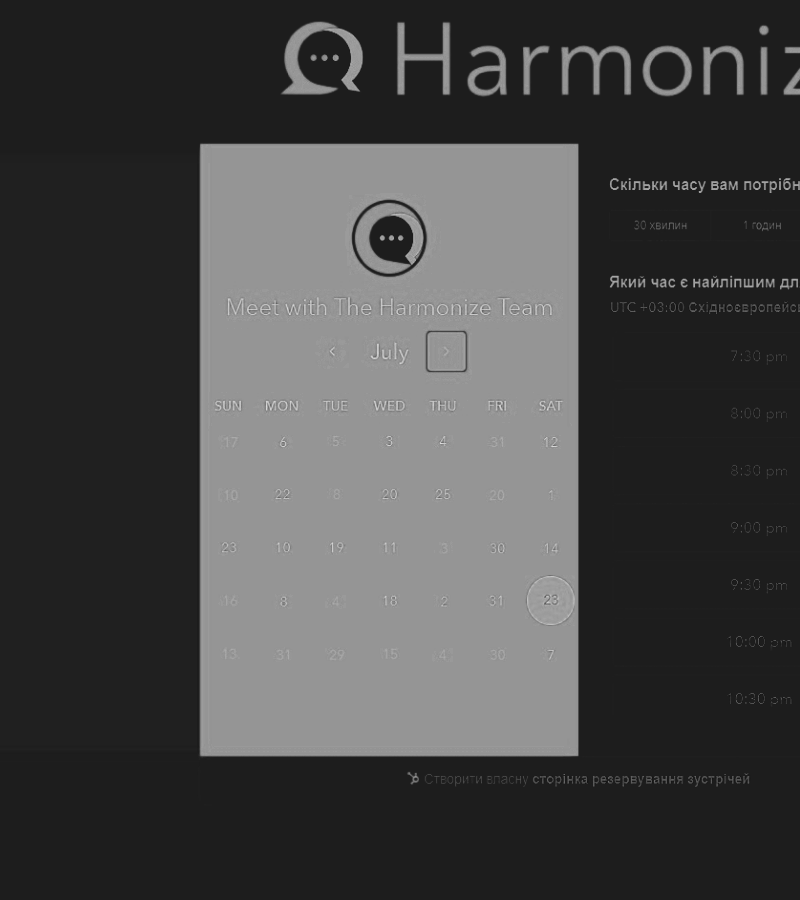 Harmoniz
Meet with The Harmonize Team
July
SUN MON TUE WED THU FRI SAT
17 6 5 3 4 31 12
10 22 8 20 25 20 1
23 10 19 11 3 30 14
16 8 4 18 2 31 23
13 31 29 15 4 30 7
Скільки часу вам потрібн
30 хвилин 1 годин
Який час є найліпшим дл
UTC +03:00 Східноєвропейсь
7:30 pm
8:00 pm
8:30 pm
9:00 pm
9:30 pm
10:00 pm
10:30 pm
Створити власну сторінка резервування зустрічей